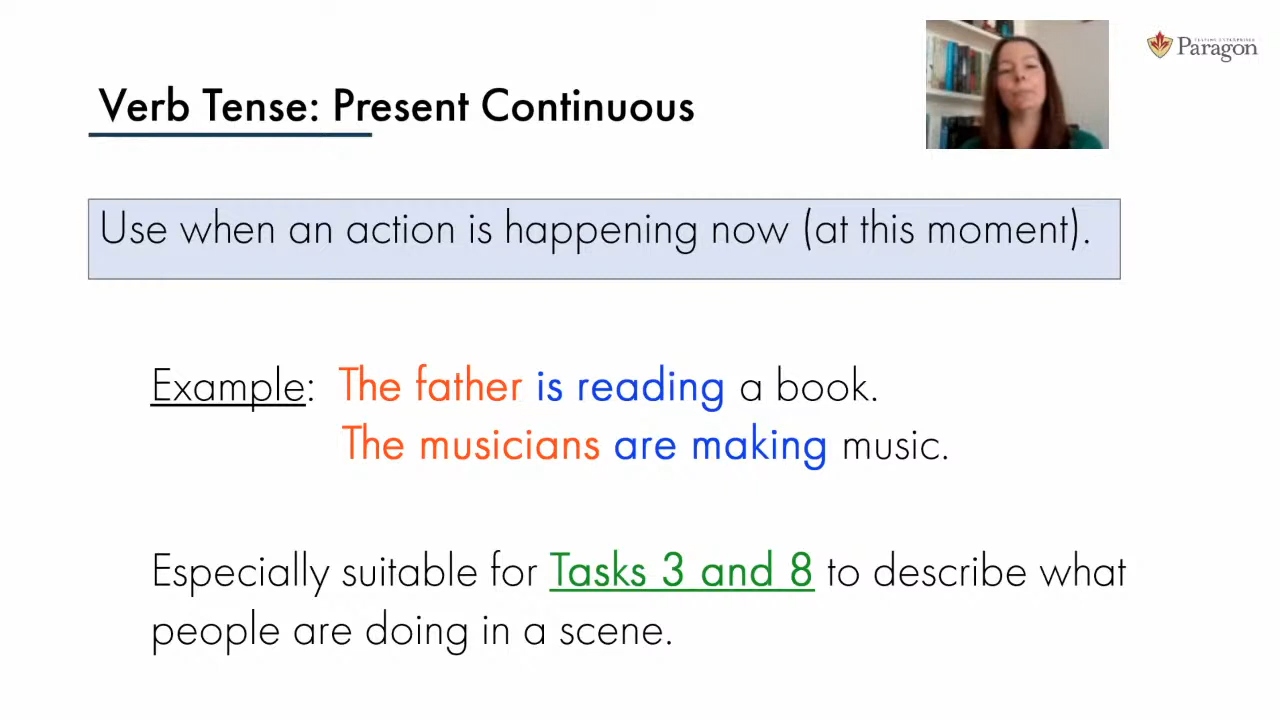 Paragon
Verb Tense: Present Continuous
Use when an action is happening now (at this moment).
Example: The father is reading a book.
The musicians are making music.
Especially suitable for Tasks 3 and 8 to describe what
people are doing in a scene.